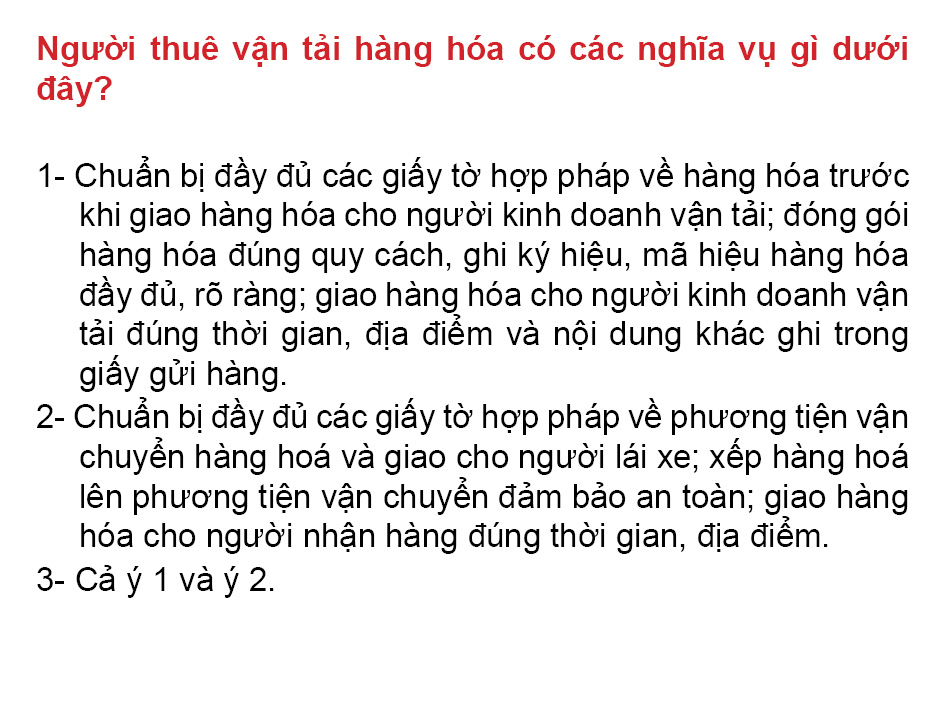 Người thuê vận tải hàng hóa có các nghĩa vụ gì dưới
đây?
1- Chuẩn bị đầy đủ các giấy tờ hợp pháp về hàng hóa trước
khi giao hàng hóa cho người kinh doanh vận tải; đóng gói
hàng hóa đúng quy cách, ghi ký hiệu, mã hiệu hàng hóa
đầy đủ, rõ ràng; giao hàng hóa cho người kinh doanh vận
tải đúng thời gian, địa điểm và nội dung khác ghi trong
giấy gửi hàng.
2- Chuẩn bị đầy đủ các giấy tờ hợp pháp về phương tiện vận
chuyển hàng hoá và giao cho người lái xe; xếp hàng hoá
lên phương tiện vận chuyển đảm bảo an toàn; giao hàng
hóa cho người nhận hàng đúng thời gian, địa điểm.
3- Cả ý 1 và ý 2.